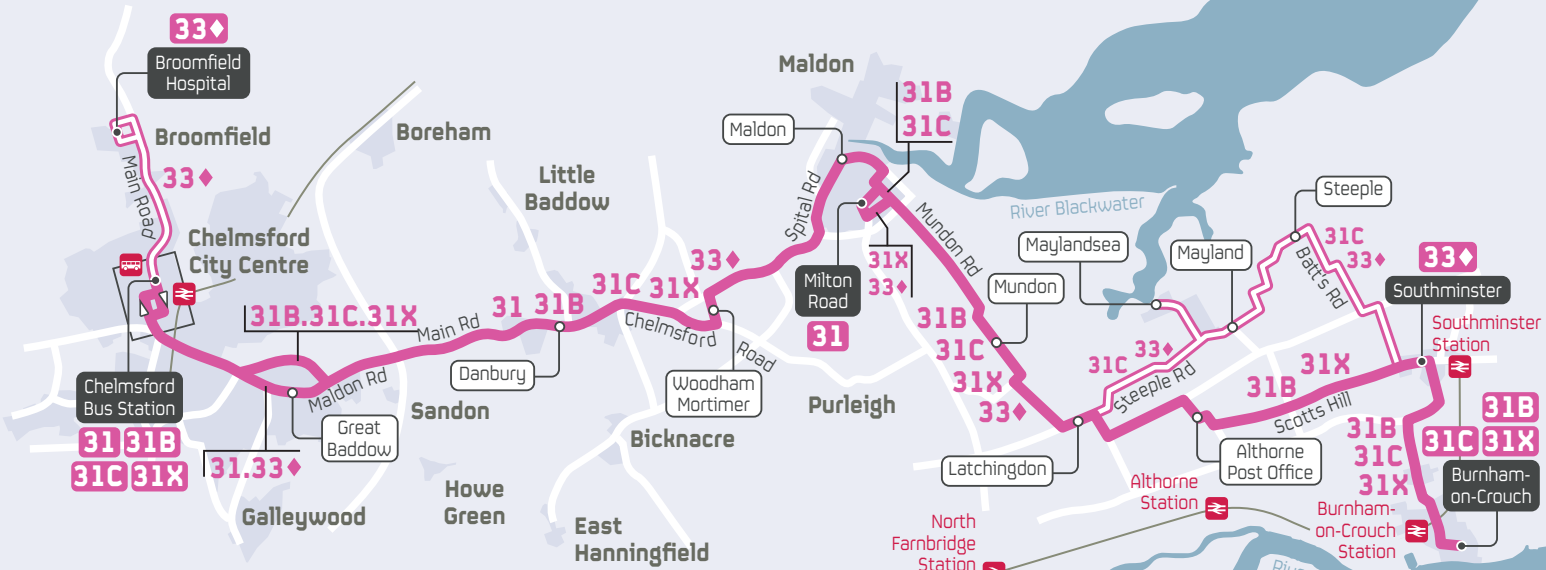 33♦
Broomfield
Hospital
Broomfield
Main Road
33♦
Chelmsford
City Centre
Boreham
Little
Baddow
Maldon
Maldon
31B
31C
Spital Rd
River Blackwater
Steeple
Maylandsea
Mayland
31C
33♦
Batt's Rd
33♦
Southminster
Southminster
Station
31B.31C.31X
Main Rd
31
31B
31C
31X
33♦
Chelmsford
Road
Milton
Road
31
31X
33♦
Mundon Rd
Mundon
31B
31C
31X
33♦
31C
33♦
Steeple Rd
31B
31X
Scotts Hill
Chelmsford
Bus Station
31
31B
31C
31X
Maldon Rd
Great
Baddow
31.33♦
Danbury
Sandon
Woodham
Mortimer
Purleigh
Bicknacre
Galleywood
Howe
Green
East
Hanningfield
Latchingdon
Althorne
Post Office
Althorne
Station
North
Farnbridge
Station
31B
31C
31X
31B
31C
31X
Burnham-
on-Crouch
Burnham-
on-Crouch
Station